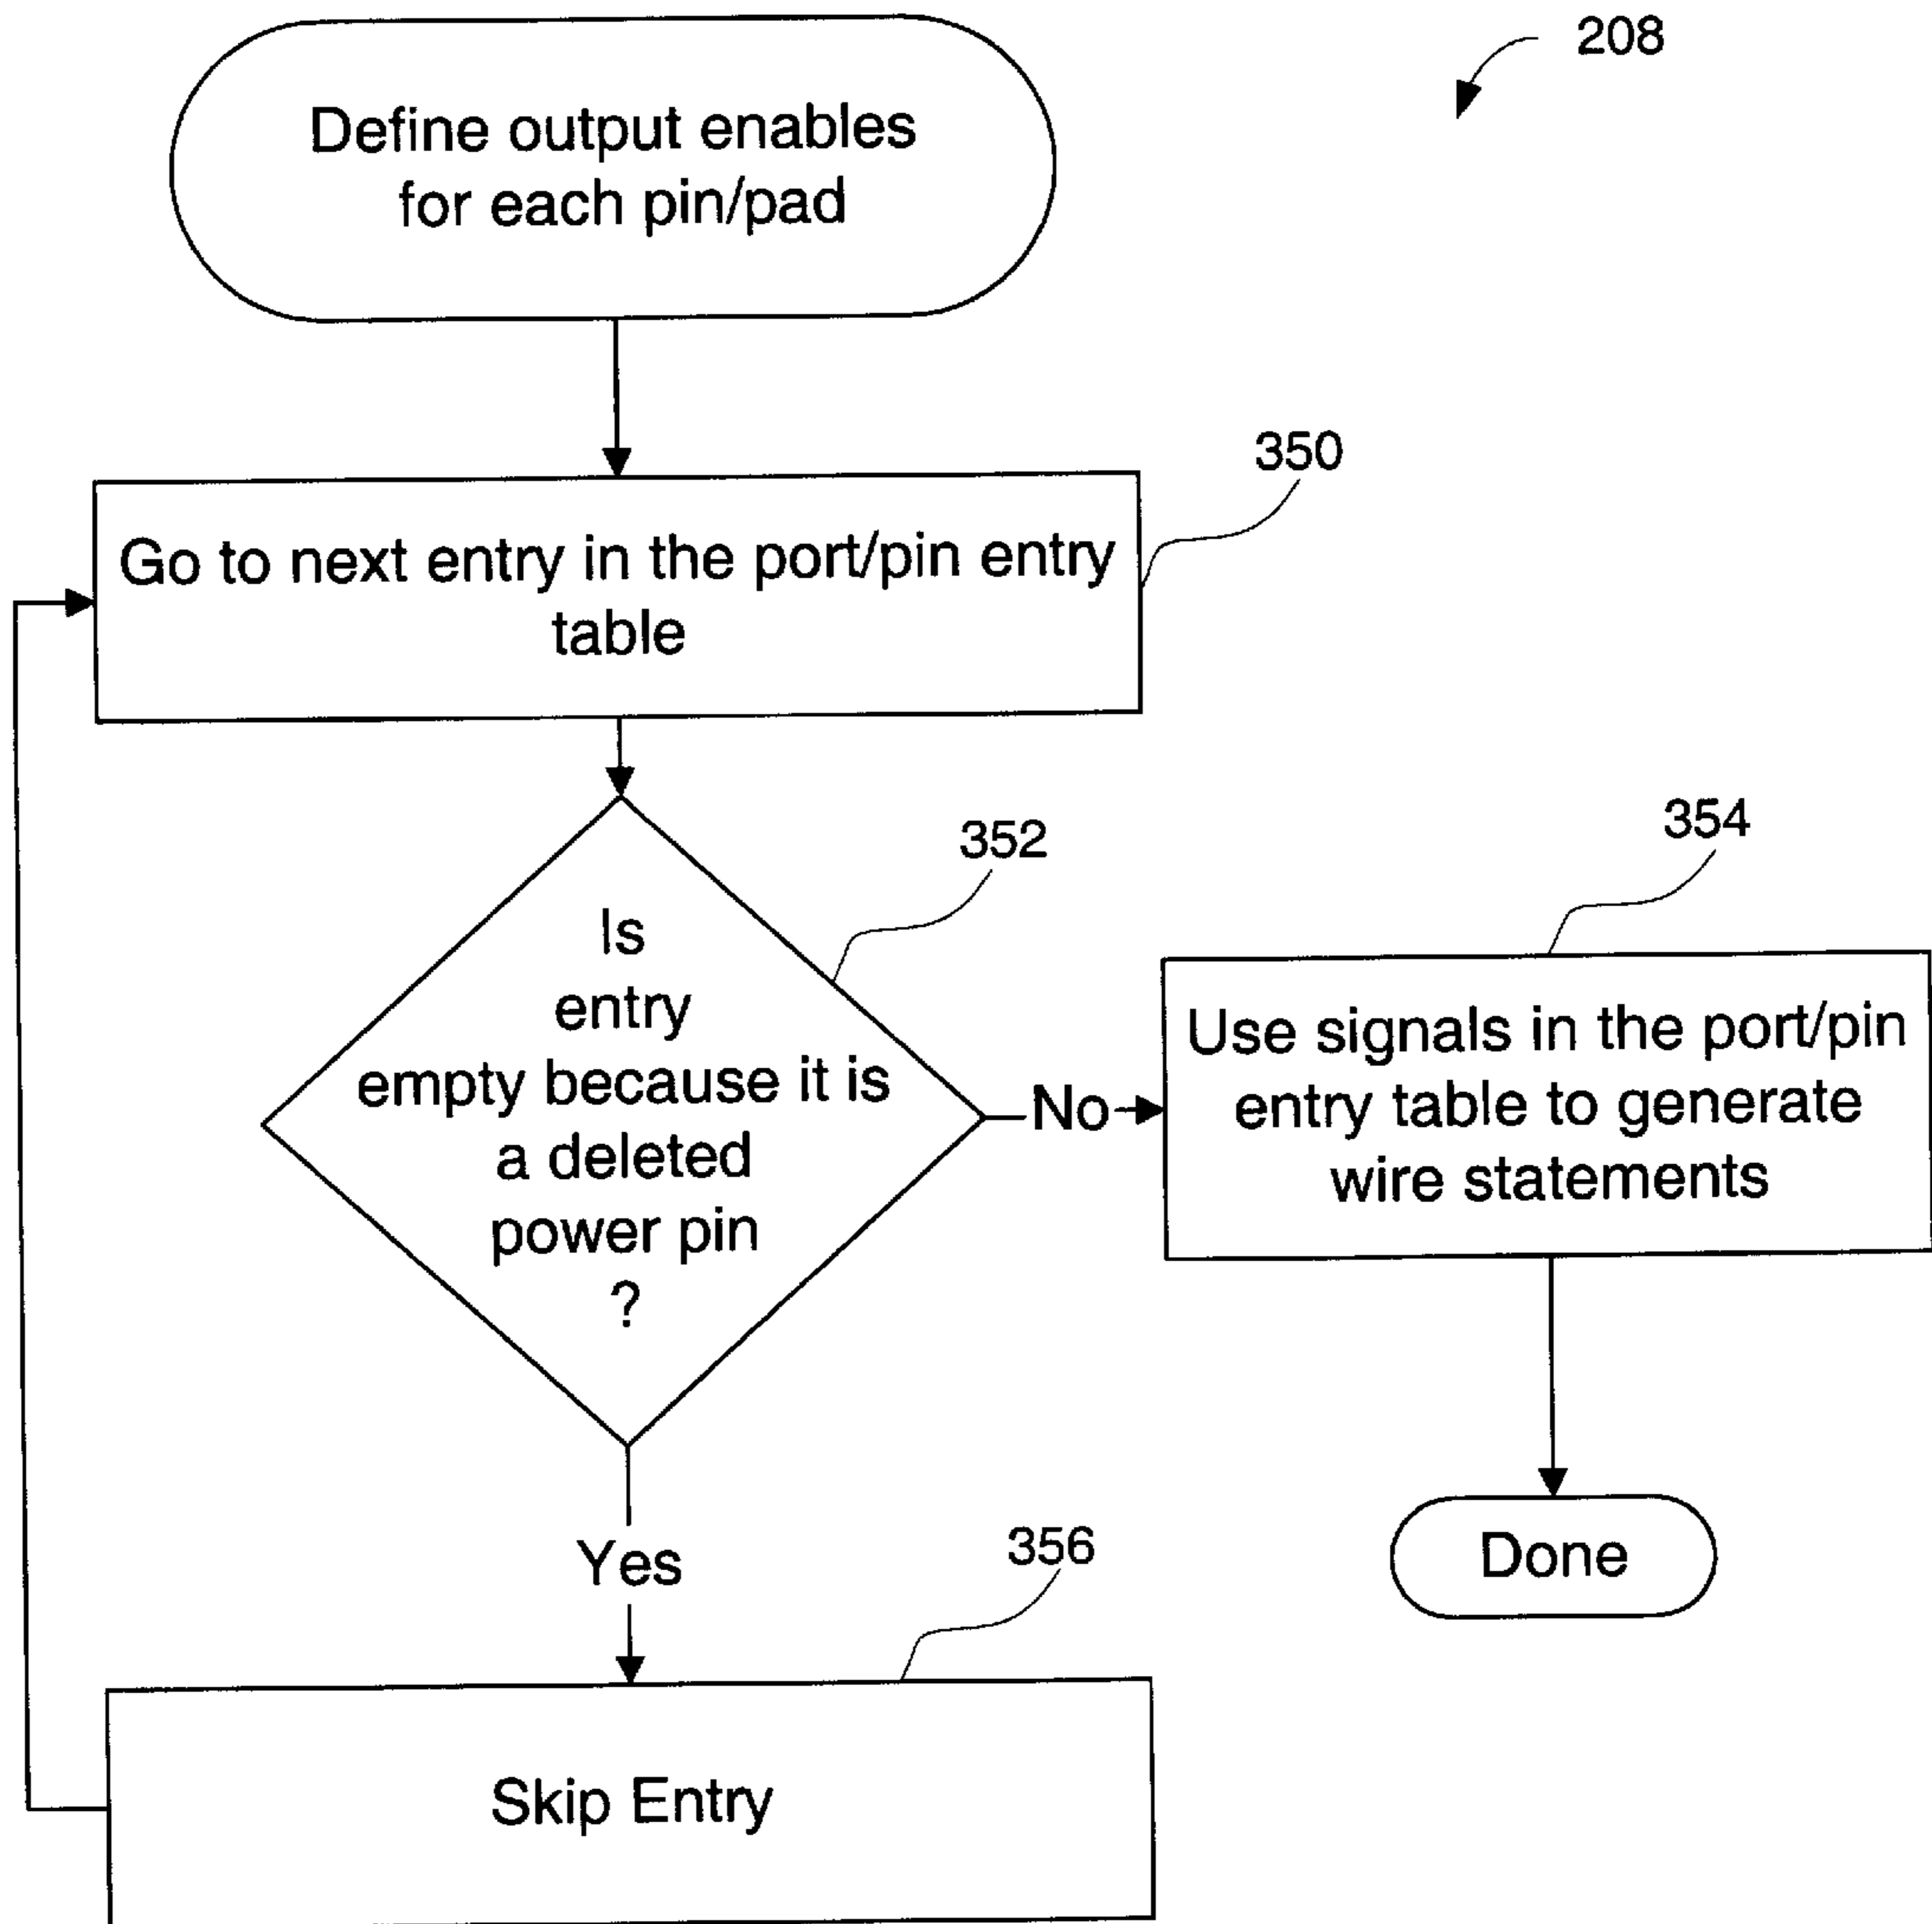 208
Define output enables
for each pin/pad
350
Go to next entry in the port/pin entry
table
352
Is
entry
empty because it is
a deleted
power pin
?
No
354
Use signals in the port/pin
entry table to generate
wire statements
Done
Yes
356
Skip Entry